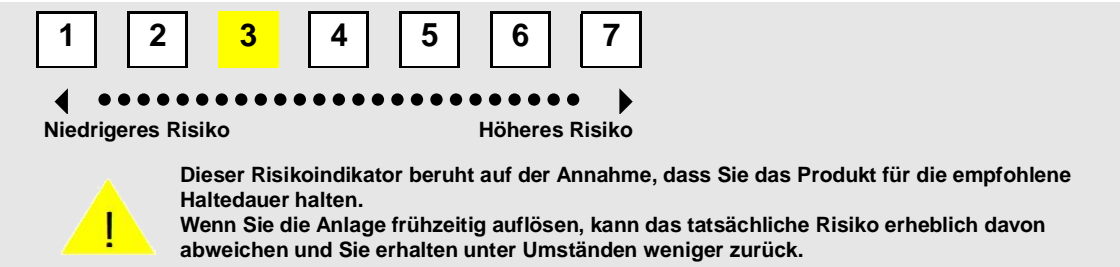 1 2 3 4 5 6 7
Niedrigeres Risiko Höheres Risiko
Dieser Risikoindikator beruht auf der Annahme, dass Sie das Produkt für die empfohlene
Haltedauer halten.
Wenn Sie die Anlage frühzeitig auflösen, kann das tatsächliche Risiko erheblich davon
abweichen und Sie erhalten unter Umständen weniger zurück.
!